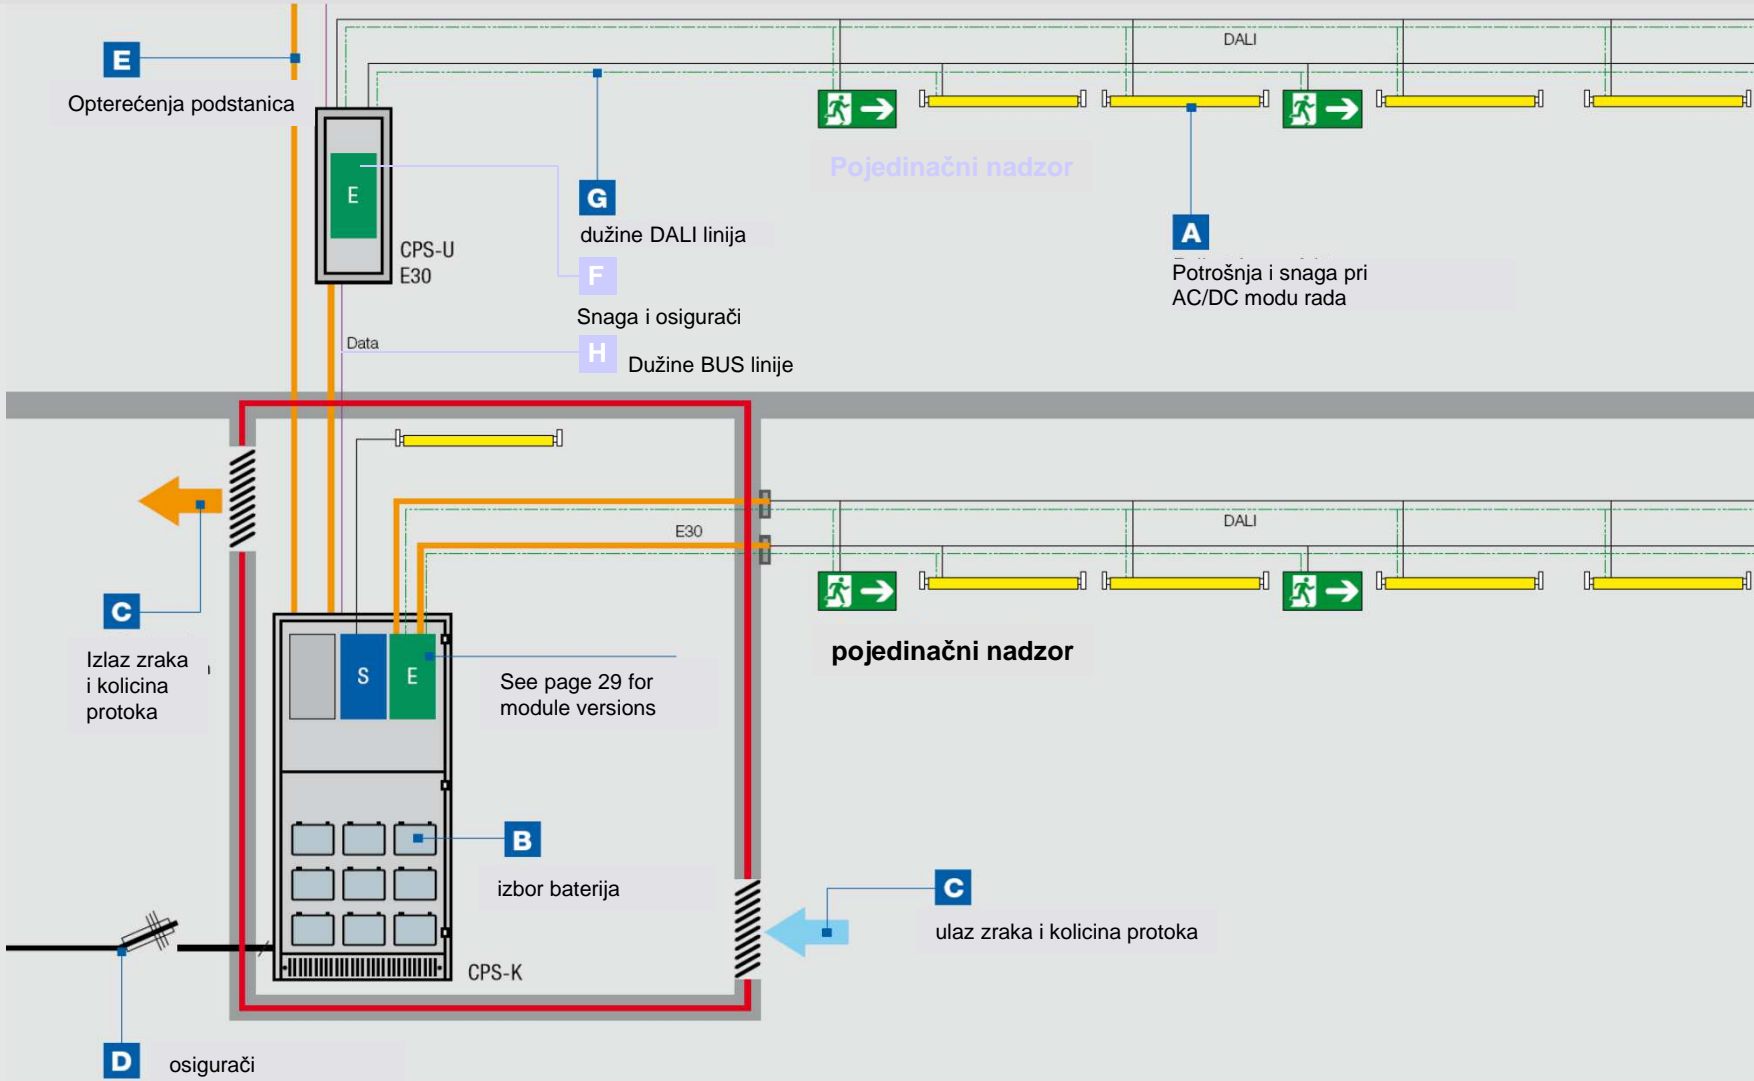 DALI
E
Opterećenja podstanica
E
CPS-U
E30
Pojedinačni nadzor
G
dužine DALI linija
A
Potrošnja i snaga pri
AC/DC modu rada
F
Snaga i osigurači
Data
H
Dužine BUS linije
DALI
E30
C
Izlaz zraka
i kolicina
protoka
S
E
See page 29 for
module versions
pojedinačni nadzor
B
izbor baterija
C
ulaz zraka i kolicina protoka
CPS-K
D
osigurači